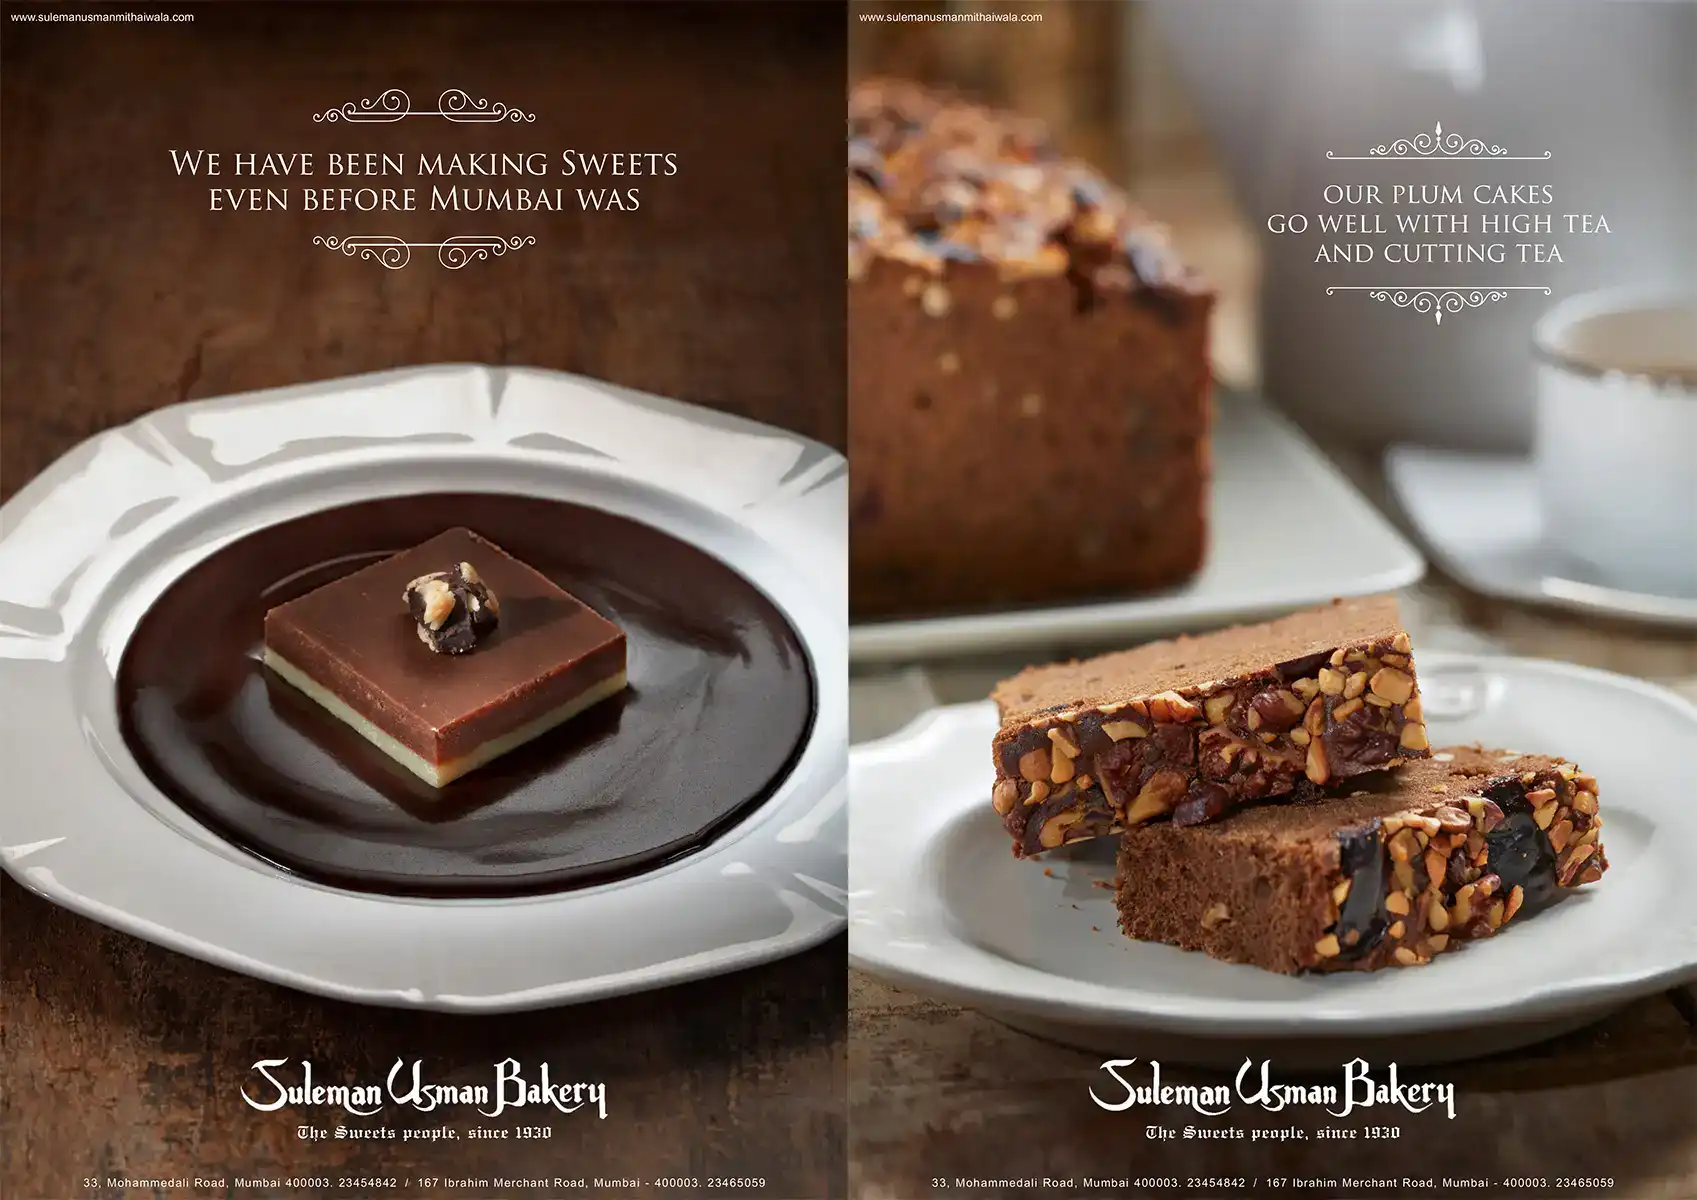 www.sulemanusmanmithaiwala.com
WE HAVE BEEN MAKING SWEETS
EVEN BEFORE MUMBAI WAS
Suleman Usman Bakery
The Sweets people, since 1930
33, Mohammedali Road, Mumbai 400003. 23454842 / 167 Ibrahim Merchant Road, Mumbai - 400003. 23465059
www.sulemanusmanmithaiwala.com
OUR PLUM CAKES
GO WELL WITH HIGH TEA
AND CUTTING TEA
Suleman Usman Bakery
The Sweets people, since 1930
33, Mohammedali Road, Mumbai 400003. 23454842 / 167 Ibrahim Merchant Road, Mumbai - 400003. 23465059